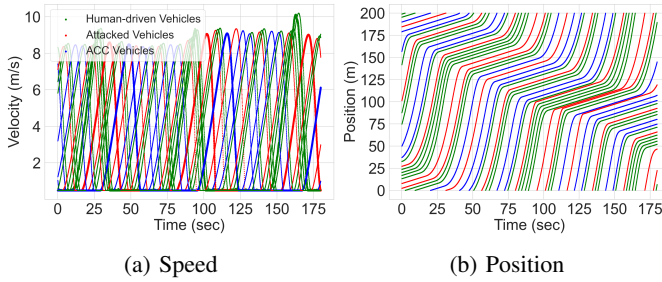 10
8
6
4
2
Velocity (m/s)
Human-driven Vehicles
Attacked Vehicles
ACC Vehicles
0 25 50 75 100 125 150 175
Time (sec)
(a) Speed
200
175
150
125
100
75
50
25
0
Position (m)
0 25 50 75 100 125 150 175
Time (sec)
(b) Position